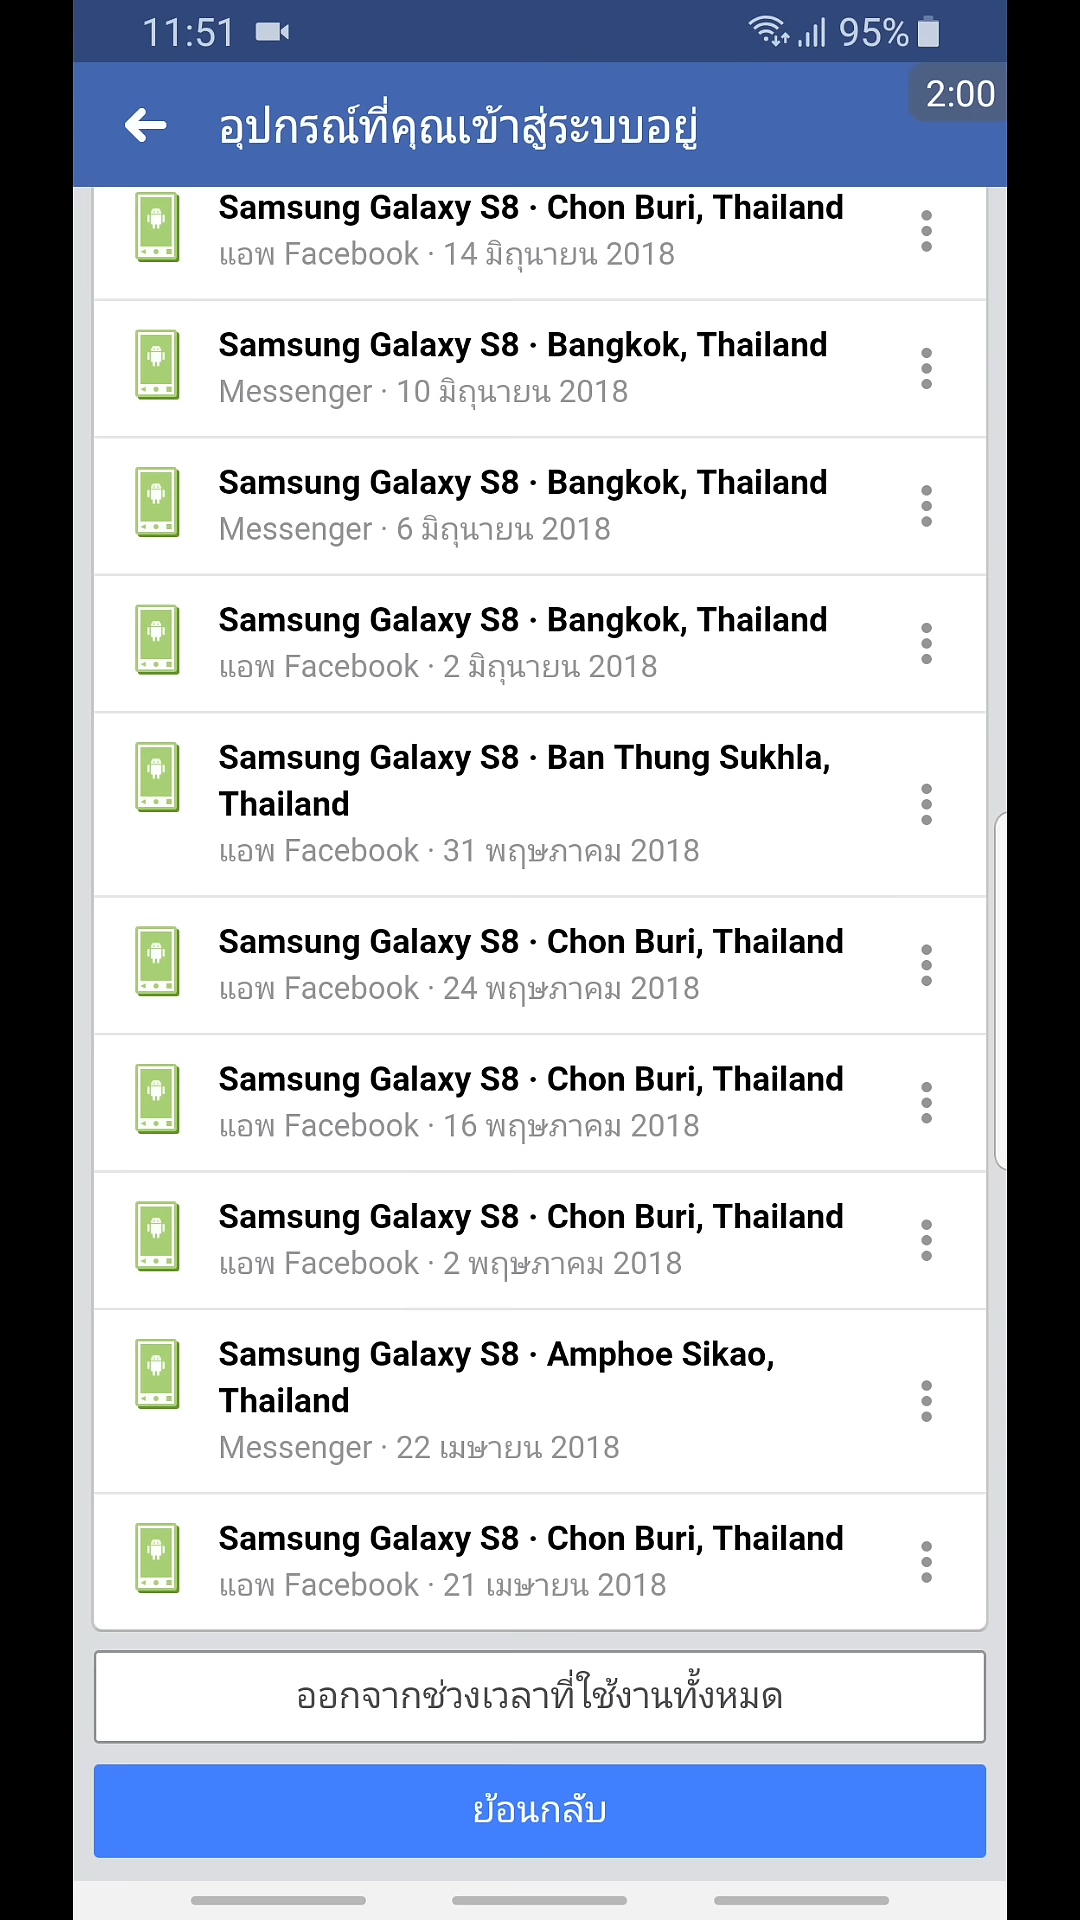 11:51
95%
2:00
อุปกรณ์ที่คุณเข้าสู่ระบบอยู่
Samsung Galaxy S8 · Chon Buri, Thailand
แอพ Facebook · 14 มิถุนายน 2018
Samsung Galaxy S8 · Bangkok, Thailand
Messenger · 10 มิถุนายน 2018
Samsung Galaxy S8 · Bangkok, Thailand
Messenger · 6 มิถุนายน 2018
Samsung Galaxy S8 · Bangkok, Thailand
แอพ Facebook · 2 มิถุนายน 2018
Samsung Galaxy S8 · Ban Thung Sukhla,
Thailand
แอพ Facebook · 31 พฤษภาคม 2018
Samsung Galaxy S8 · Chon Buri, Thailand
แอพ Facebook · 24 พฤษภาคม 2018
Samsung Galaxy S8 · Chon Buri, Thailand
แอพ Facebook · 16 พฤษภาคม 2018
Samsung Galaxy S8 · Chon Buri, Thailand
แอพ Facebook · 2 พฤษภาคม 2018
Samsung Galaxy S8 · Amphoe Sikao,
Thailand
Messenger · 22 เมษายน 2018
Samsung Galaxy S8 · Chon Buri, Thailand
แอพ Facebook · 21 เมษายน 2018
ออกจากช่วงเวลาที่ใช้งานทั้งหมด
ย้อนกลับ